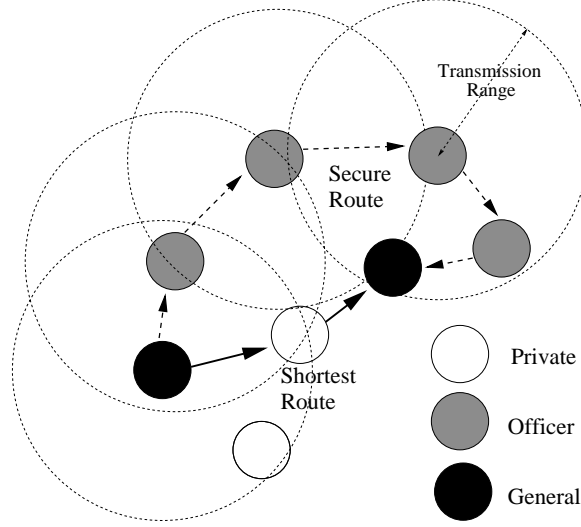 Transmission
Range
Secure
Route
Shortest
Route
Private
Officer
General